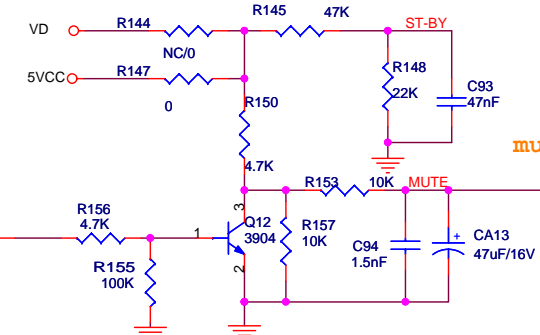 R145 47K
VD R144 ST-BY
NC/0
5VCC R147 R148 C93
0 R150 22K 47nF
mu
4.7K
R153 10K MUTE
R156 3 Q12 R157
4.7K 1 3904 10K C94 CA13
R155 2 1.5nF 47uF/16V
100K
+